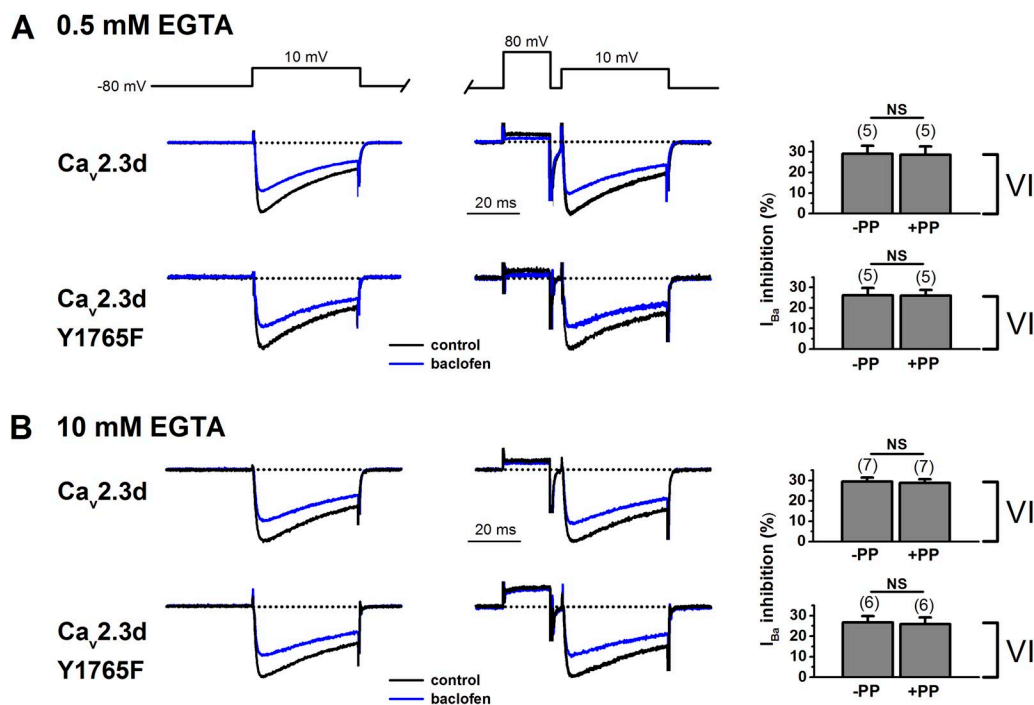 A 0.5 mM EGTA
80 mV
10 mV
10 mV
-80 mV
Cav2.3d
20 ms
NS
(5) (5)
30
20
10
0
-PP +PP
VI
Cav2.3d
Y1765F
control
baclofen
NS
(5) (5)
30
20
10
0
-PP +PP
VI
IBa inhibition (%)
B 10 mM EGTA
Cav2.3d
20 ms
NS
(7) (7)
30
20
10
0
-PP +PP
VI
Cav2.3d
Y1765F
control
baclofen
NS
(6) (6)
30
20
10
0
-PP +PP
VI
IBa inhibition (%)